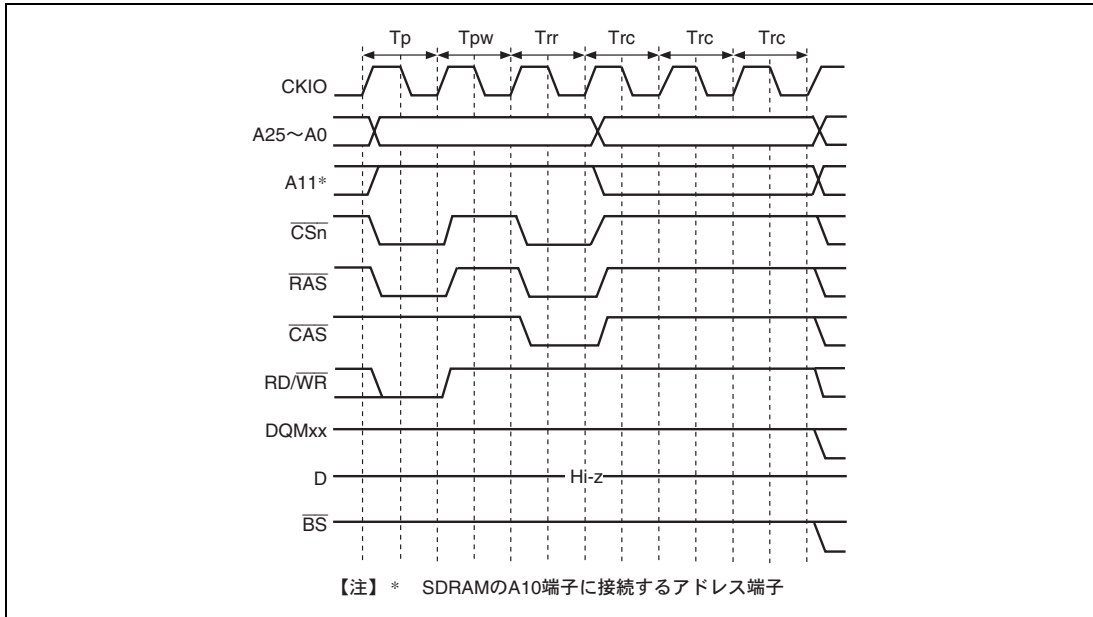 Tp Tpw Trr Trc Trc Trc
CKIO
A25～A0
A11*
CSn
RAS
CAS
RD/WR
DQMxx
D Hi-z
BS
【注】* SDRAMのA10端子に接続するアドレス端子